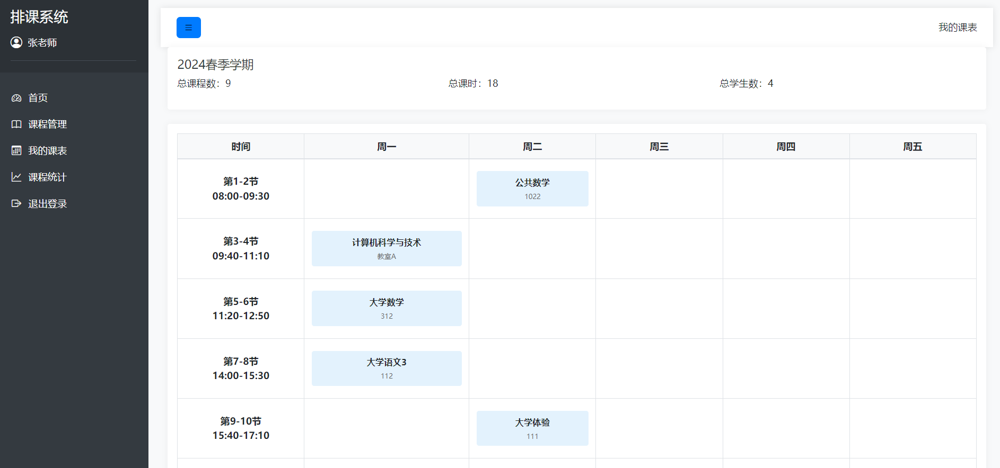 排课系统
张老师
首页
课程管理
我的课表
课程统计
退出登录
我的课表
2024春季学期
总课程数：9 总课时：18 总学生数：4
时间 周一 周二 周三 周四 周五
第1-2节
08:00-09:30
公共数学
1022
第3-4节
09:40-11:10
计算机科学与技术
教室A
第5-6节
11:20-12:50
大学数学
312
第7-8节
14:00-15:30
大学语文3
112
第9-10节
15:40-17:10
大学体验
111